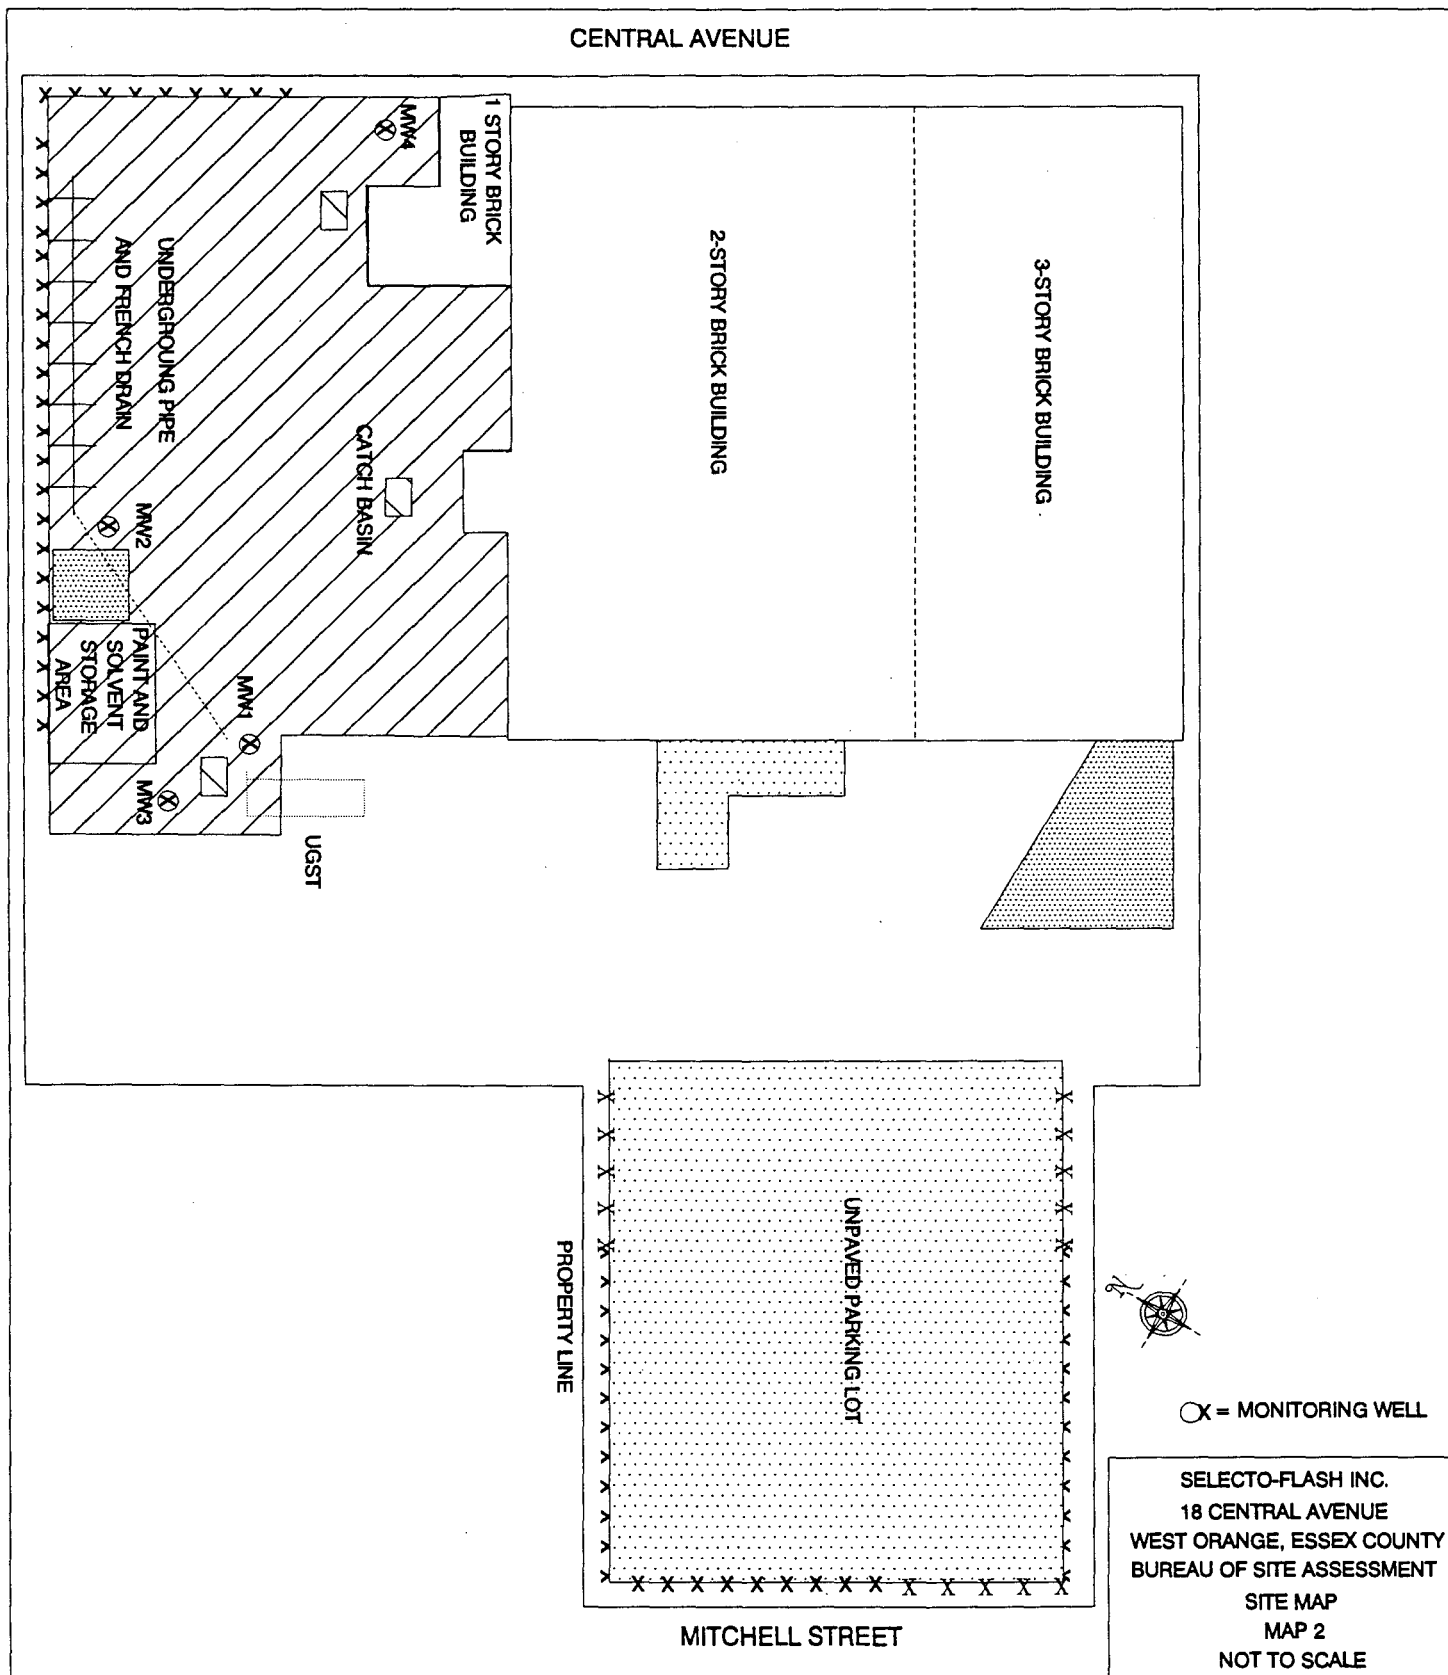 CENTRAL AVENUE
MW4
1 STORY BRICK
BUILDING
2-STORY BRICK BUILDING
3-STORY BRICK BUILDING
UNDERGROUNG PIPE
AND FRENCH DRAIN
CATCH BASIN
MW2
PAINT AND
SOLVENT
STORAGE
AREA
MW1
MW3
UGST
UNPAVED PARKING LOT
PROPERTY LINE
N
X = MONITORING WELL
SELECTO-FLASH INC.
18 CENTRAL AVENUE
WEST ORANGE, ESSEX COUNTY
BUREAU OF SITE ASSESSMENT
SITE MAP
MAP 2
NOT TO SCALE
MITCHELL STREET